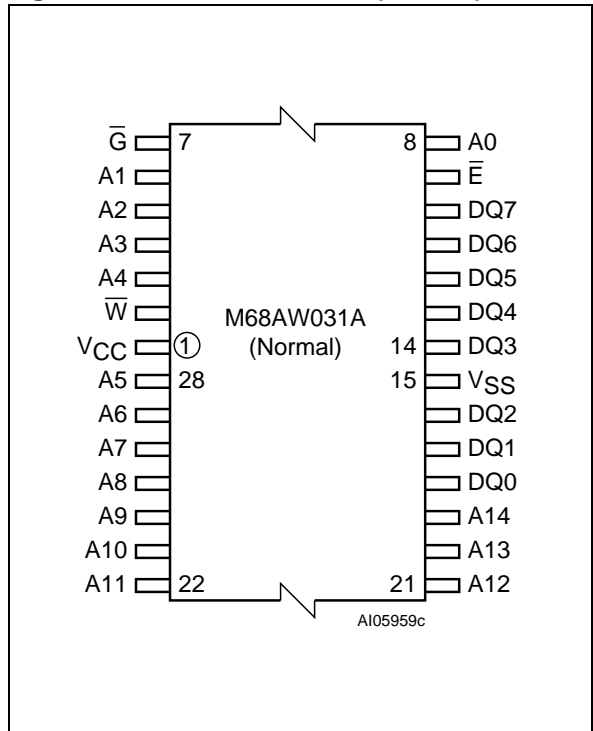 G̅ 7 8 A0
A1 E̅
A2 DQ7
A3 DQ6
A4 DQ5
W̅ DQ4
M68AW031A
VCC 1 (Normal) 14 DQ3
A5 28 15 VSS
A6 DQ2
A7 DQ1
A8 DQ0
A9 A14
A10 A13
A11 22 21 A12
AI05959c